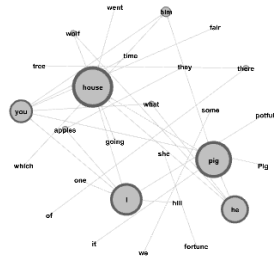 went
him
wolf
fair
time
tree
they
there
house
what
some
you
potful
apples
going
she
which
pig
Pig
one
I
hill
he
of
it
we
fortune